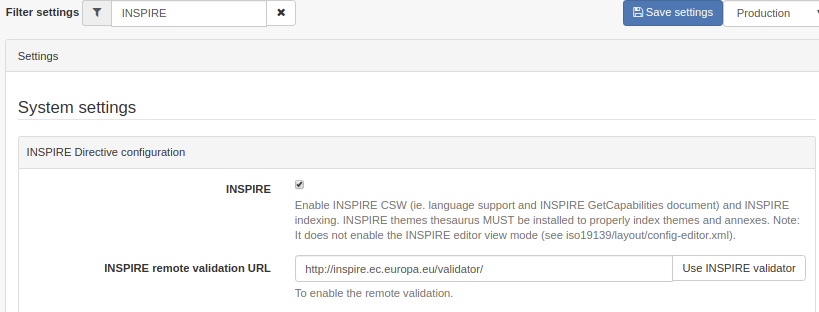 Filter settings INSPIRE Save settings Production
Settings
System settings
INSPIRE Directive configuration
INSPIRE
Enable INSPIRE CSW (ie. language support and INSPIRE GetCapabilities document) and INSPIRE
indexing. INSPIRE themes thesaurus MUST be installed to properly index themes and annexes. Note:
It does not enable the INSPIRE editor view mode (see iso19139/layout/config-editor.xml).
INSPIRE remote validation URL http://inspire.ec.europa.eu/validator/ Use INSPIRE validator
To enable the remote validation.